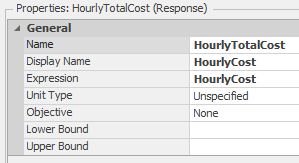 Properties: HourlyTotalCost (Response)
General
Name HourlyTotalCost
Display Name HourlyCost
Expression HourlyCost
Unit Type Unspecified
Objective None
Lower Bound
Upper Bound